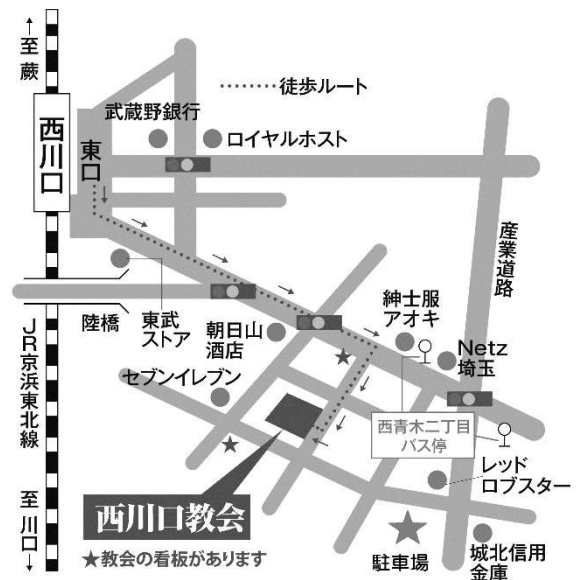 ←至 蕨
西川口
東口
徒歩ルート
武蔵野銀行
ロイヤルホスト
産業道路
陸橋
東武
ストア
朝日山
酒店
紳士服
アオキ
Netz
埼玉
セブンイレブン
西青木二丁目
バス停
JR京浜東北線
レッド
ロブスター
西川口教会
★教会の看板があります
駐車場
城北信用
金庫
至 川口→